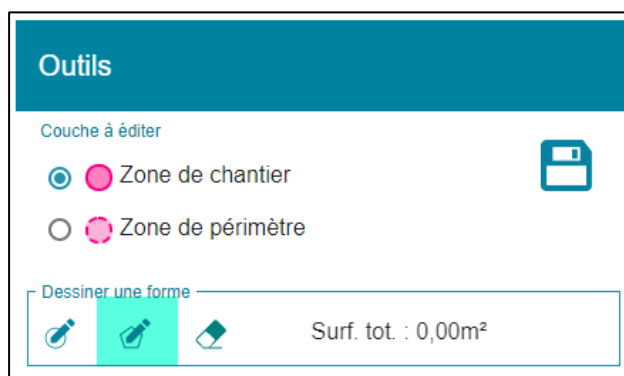 Outils
Couche à éditer
Zone de chantier
Zone de périmètre
Dessiner une forme
Surf. tot. : 0,00m²